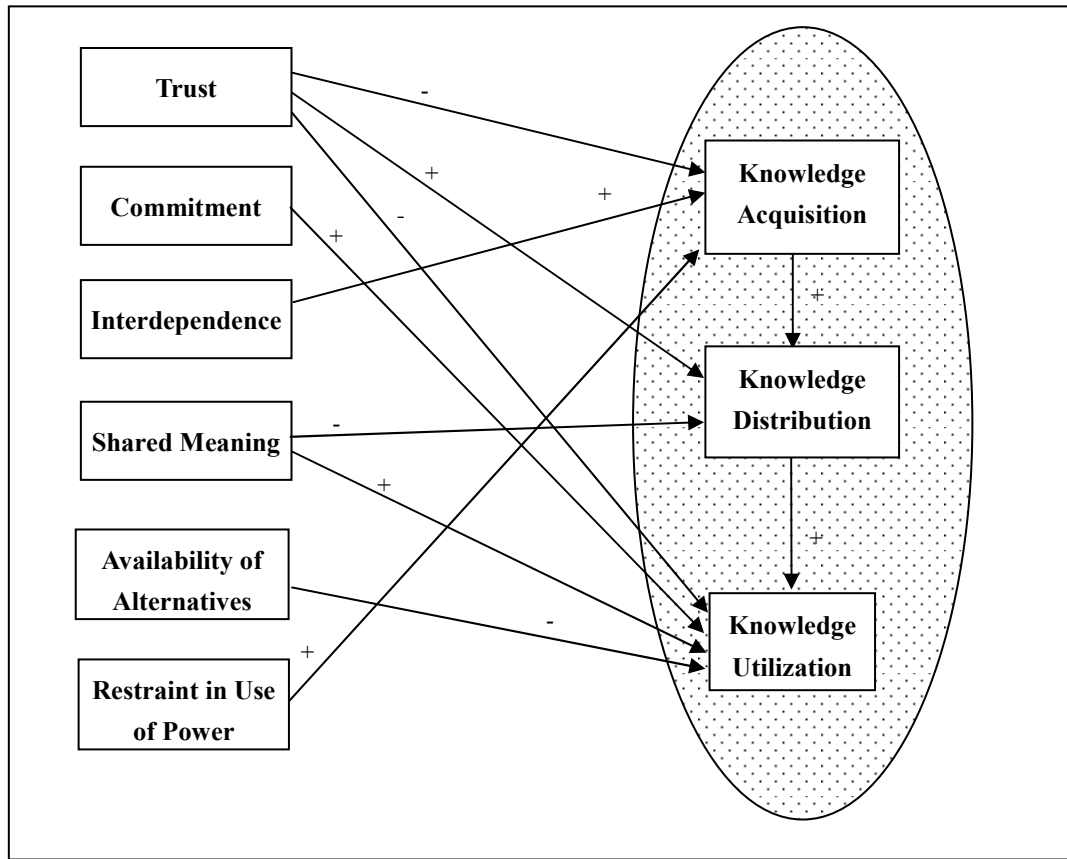 Trust
Commitment
Interdependence
Shared Meaning
Availability of
Alternatives
Restraint in Use
of Power
-
+
-
+
+
-
+
-
+
Knowledge
Acquisition
+
Knowledge
Distribution
+
Knowledge
Utilization